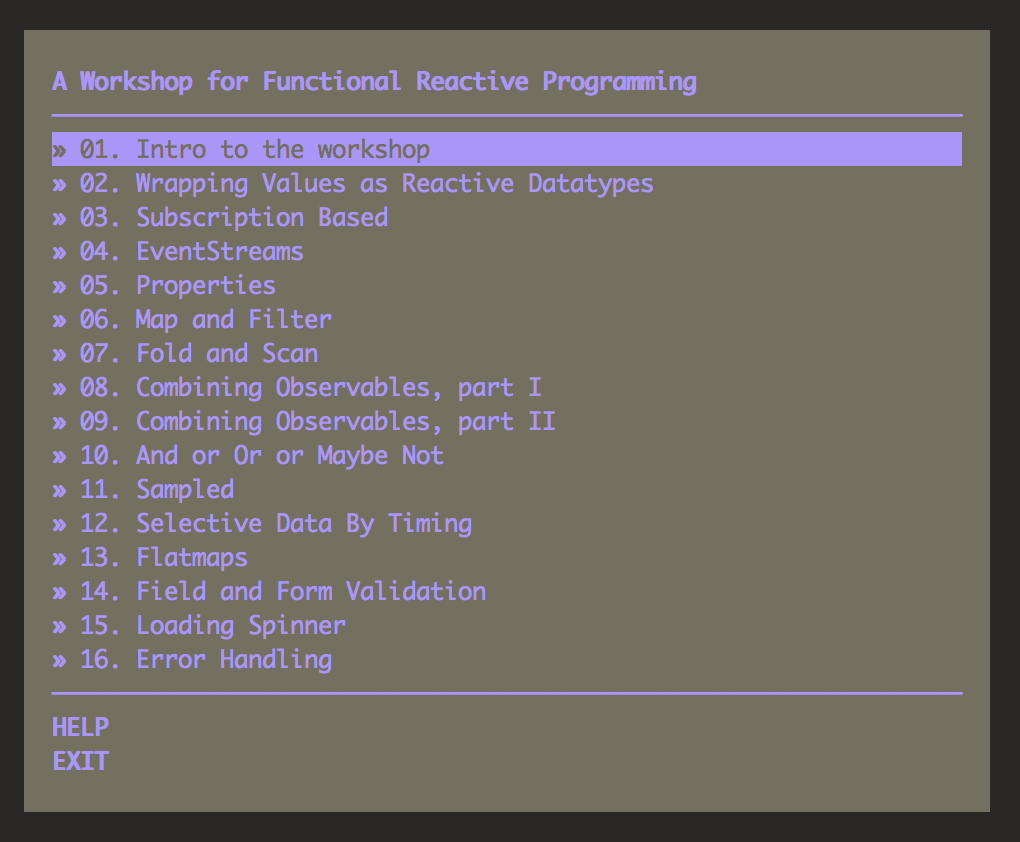 A Workshop for Functional Reactive Programming
» 01. Intro to the workshop
» 02. Wrapping Values as Reactive Datatypes
» 03. Subscription Based
» 04. EventStreams
» 05. Properties
» 06. Map and Filter
» 07. Fold and Scan
» 08. Combining Observables, part I
» 09. Combining Observables, part II
» 10. And or Or or Maybe Not
» 11. Sampled
» 12. Selective Data By Timing
» 13. Flatmaps
» 14. Field and Form Validation
» 15. Loading Spinner
» 16. Error Handling
HELP
EXIT